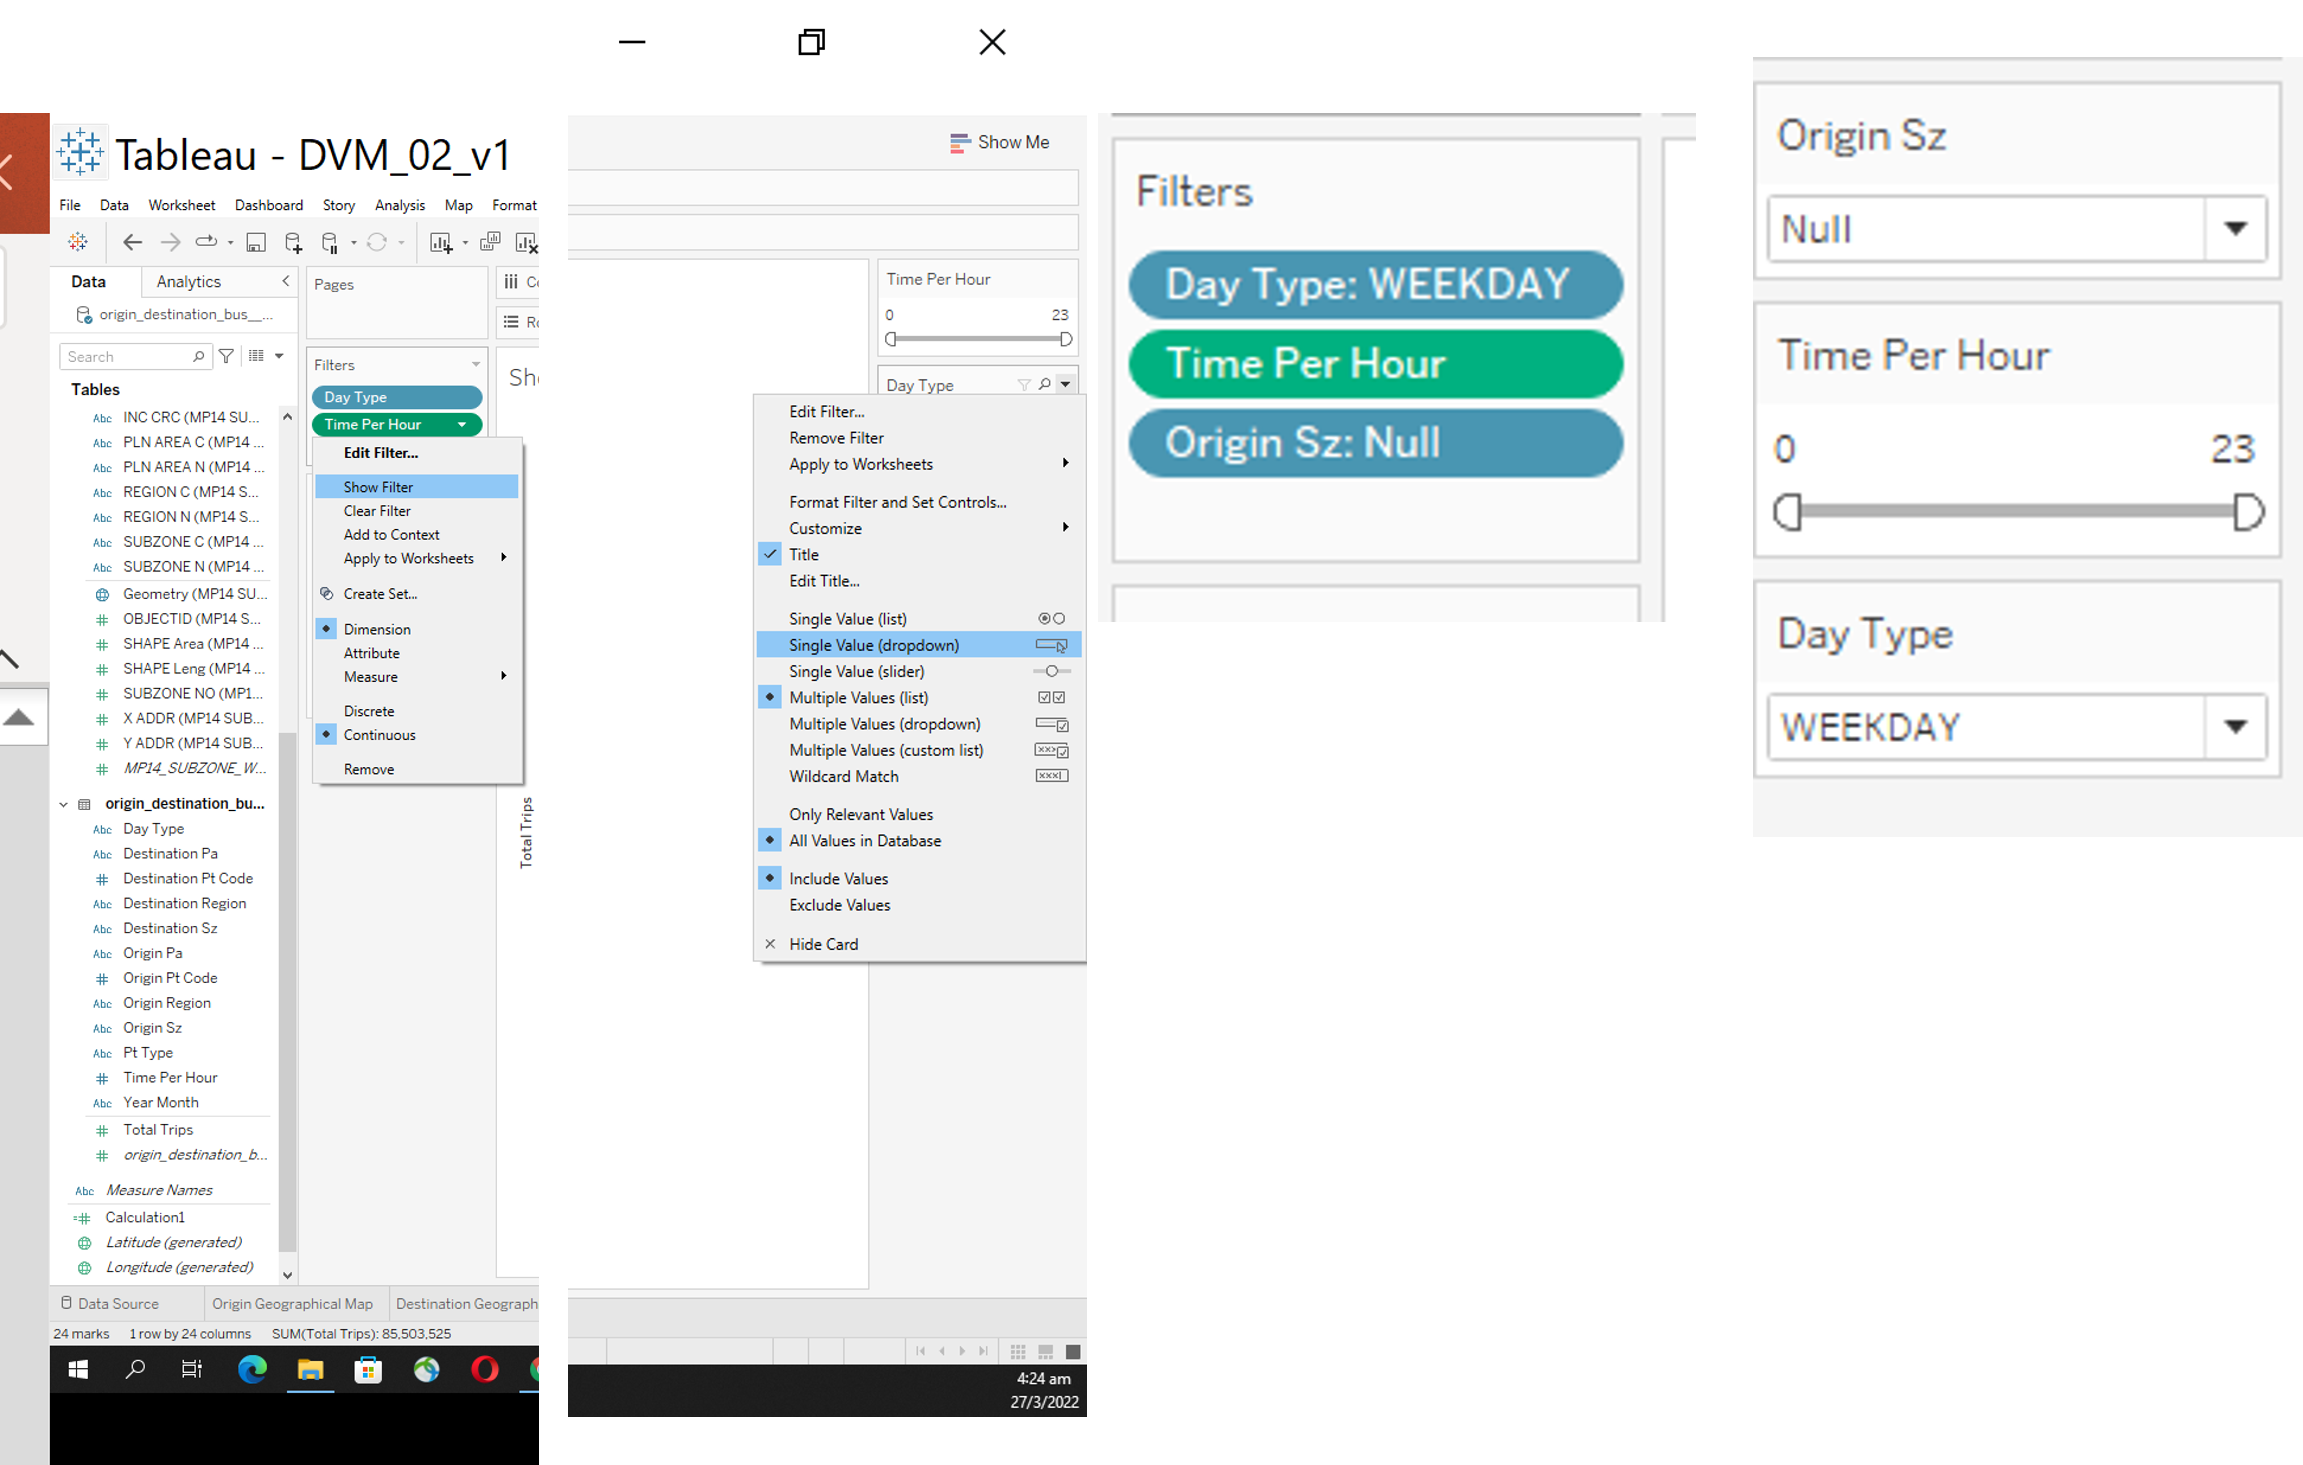 Tableau - DVM_02_v1
File Data Worksheet Dashboard Story Analysis Map Format
Data Analytics
origin_destination_bus__...
Search
Tables
Abc INC CRC (MP14 SU...
Abc PLN AREA C (MP14 ...
Abc PLN AREA N (MP14 ...
Abc REGION C (MP14 S...
Abc REGION N (MP14 S...
Abc SUBZONE C (MP14 ...
Abc SUBZONE N (MP14 ...
Geometry (MP14 SU...
# OBJECTID (MP14 S...
# SHAPE Area (MP14 ...
# SHAPE Leng (MP14 ...
# SUBZONE NO (MP1...
# X ADDR (MP14 SUB...
# Y ADDR (MP14 SUB...
# MP14_SUBZONE_W...
origin_destination_bu...
Abc Day Type
Abc Destination Pa
# Destination Pt Code
Abc Destination Region
Abc Destination Sz
Abc Origin Pa
# Origin Pt Code
Abc Origin Region
Abc Origin Sz
Abc Pt Type
# Time Per Hour
Abc Year Month
# Total Trips
# origin_destination_b...
Abc Measure Names
=# Calculation1
Latitude (generated)
Longitude (generated)
Pages
Filters
Day Type
Time Per Hour
Edit Filter...
Show Filter
Clear Filter
Add to Context
Apply to Worksheets
Create Set...
Dimension
Attribute
Measure
Discrete
Continuous
Remove
Total Trips
Data Source Origin Geographical Map Destination Geograph
24 marks 1 row by 24 columns SUM(Total Trips): 85,503,525
Show Me
Time Per Hour
0 23
Day Type
Edit Filter...
Remove Filter
Apply to Worksheets
Format Filter and Set Controls...
Customize
Title
Edit Title...
Single Value (list)
Single Value (dropdown)
Single Value (slider)
Multiple Values (list)
Multiple Values (dropdown)
Multiple Values (custom list)
Wildcard Match
Only Relevant Values
All Values in Database
Include Values
Exclude Values
Hide Card
4:24 am
27/3/2022
Filters
Day Type: WEEKDAY
Time Per Hour
Origin Sz: Null
Origin Sz
Null
Time Per Hour
0 23
Day Type
WEEKDAY